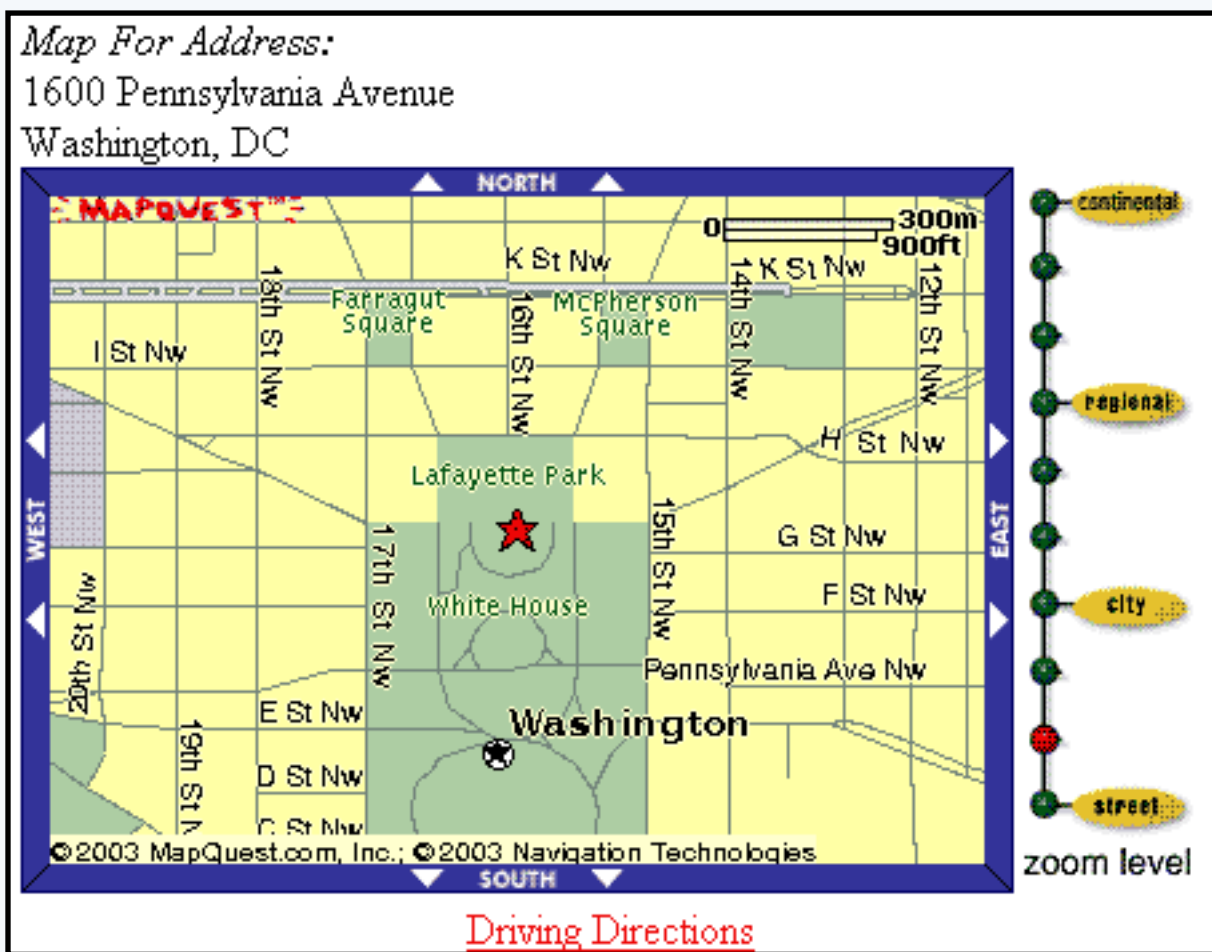 Map For Address:
1600 Pennsylvania Avenue
Washington, DC
NORTH
MAPQUEST™
0 300m
900ft
continental
K St Nw
K St Nw
18th St Nw
Farragut
Square
16th St Nw
McPherson
Square
14th St Nw
12th St Nw
I St Nw
regional
H St Nw
Lafayette Park
WEST
EAST
17th St Nw
15th St Nw
G St Nw
White House
F St Nw
city
20th St Nw
Pennsylvania Ave Nw
E St Nw
Washington
19th St N
D St Nw
C St Nw
street
©2003 MapQuest.com, Inc.; ©2003 Navigation Technologies
zoom level
SOUTH
Driving Directions